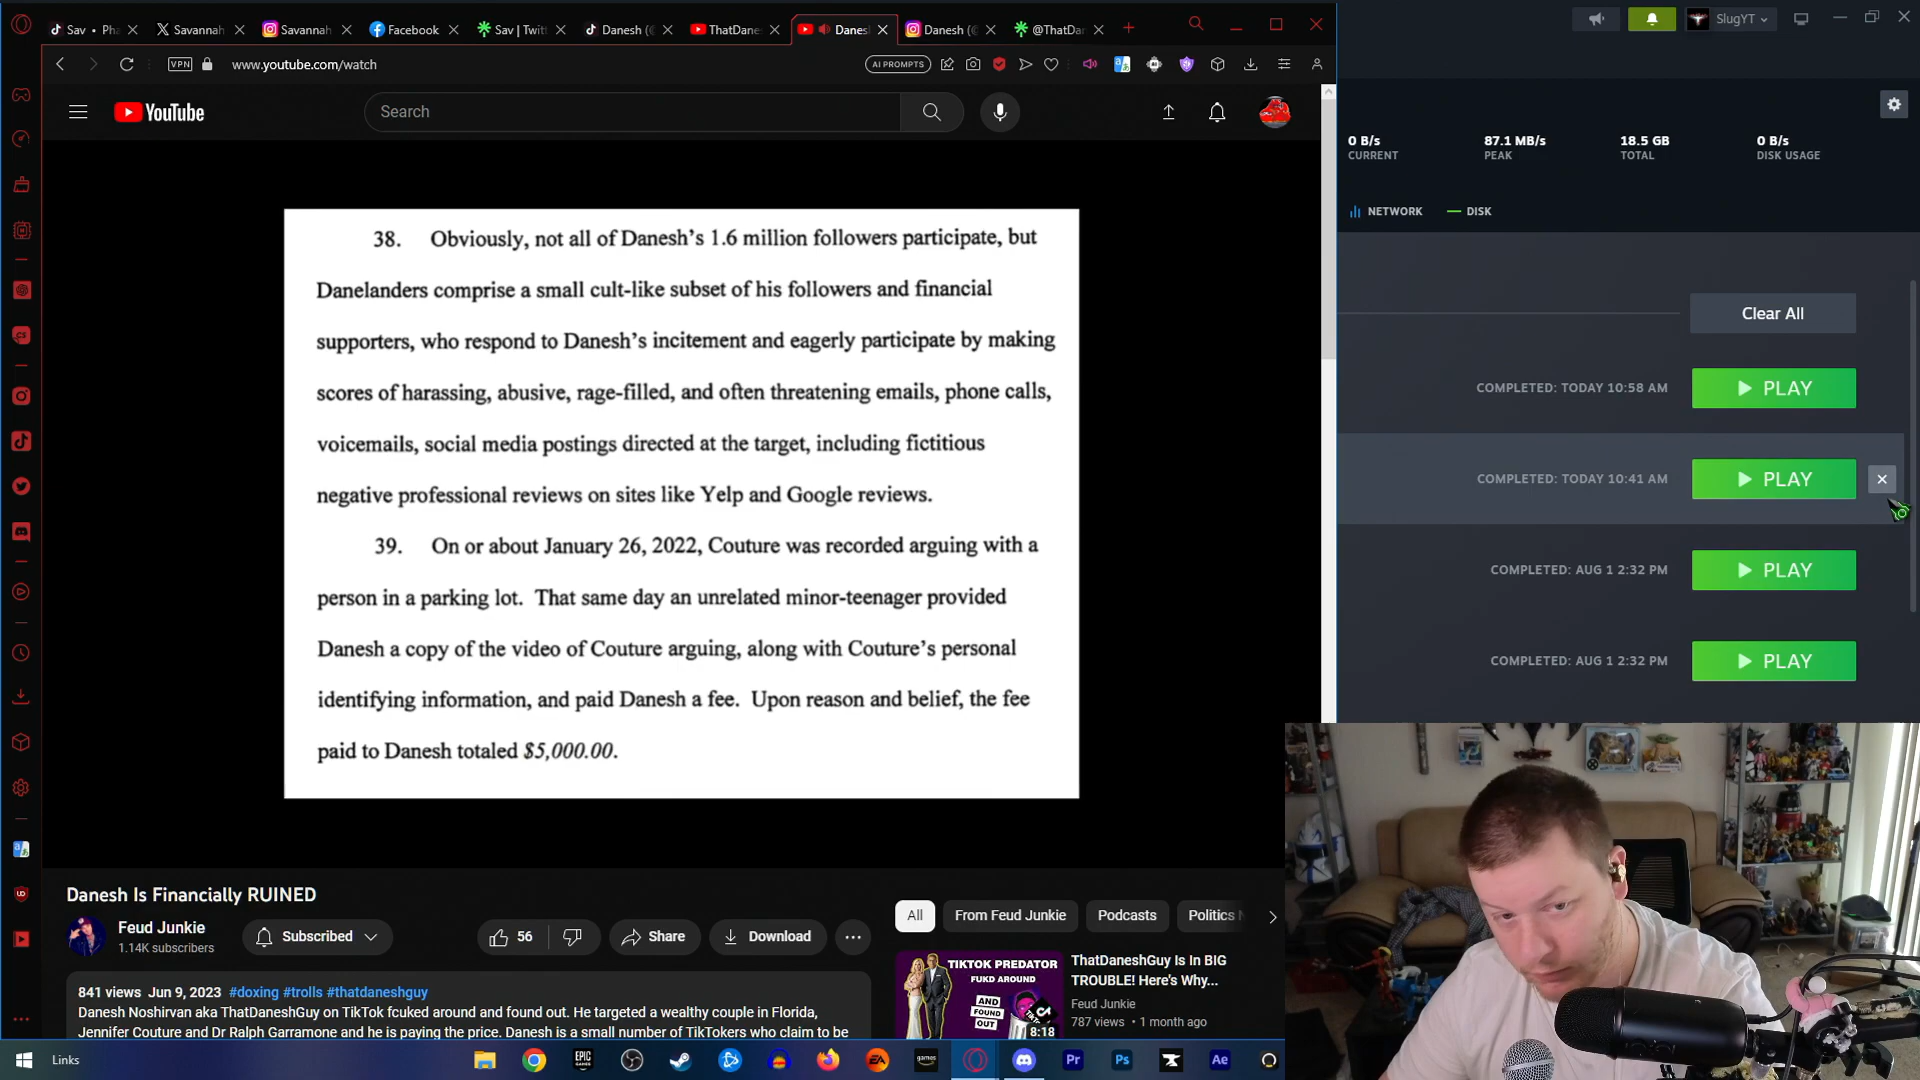 Sav • Pha
Savannah
Savannah
Facebook
Sav | Twitt
Danesh (
ThatDane
Danesl
Danesh (
@ThatDar
SlugYT
VPN
www.youtube.com/watch
AI PROMPTS
YouTube
Search
0 B/s
CURRENT
87.1 MB/s
PEAK
18.5 GB
TOTAL
0 B/s
DISK USAGE
NETWORK
DISK
38. Obviously, not all of Danesh's 1.6 million followers participate, but
Danelanders comprise a small cult-like subset of his followers and financial
supporters, who respond to Danesh's incitement and eagerly participate by making
scores of harassing, abusive, rage-filled, and often threatening emails, phone calls,
voicemails, social media postings directed at the target, including fictitious
negative professional reviews on sites like Yelp and Google reviews.
39. On or about January 26, 2022, Couture was recorded arguing with a
person in a parking lot. That same day an unrelated minor-teenager provided
Danesh a copy of the video of Couture arguing, along with Couture's personal
identifying information, and paid Danesh a fee. Upon reason and belief, the fee
paid to Danesh totaled $5,000.00.
Clear All
COMPLETED: TODAY 10:58 AM
PLAY
COMPLETED: TODAY 10:41 AM
PLAY
COMPLETED: AUG 1 2:32 PM
PLAY
COMPLETED: AUG 1 2:32 PM
PLAY
Danesh Is Financially RUINED
Feud Junkie
1.14K subscribers
Subscribed
56
Share
Download
841 views Jun 9, 2023 #doxing #trolls #thatdaneshguy
Danesh Noshirvan aka ThatDaneshGuy on TikTok fcuked around and found out. He targeted a wealthy couple in Florida,
Jennifer Couture and Dr Ralph Garramone and he is paying the price. Danesh is a small number of TikTokers who claim to be
All
From Feud Junkie
Podcasts
Politics N
TIKTOK PREDATOR
FUKD AROUND
AND
FOUND
OUT
8:18
ThatDaneshGuy Is In BIG
TROUBLE! Here's Why...
Feud Junkie
787 views • 1 month ago
Links
EPIC
GAMES
EA
games
Pr
Ps
Ae